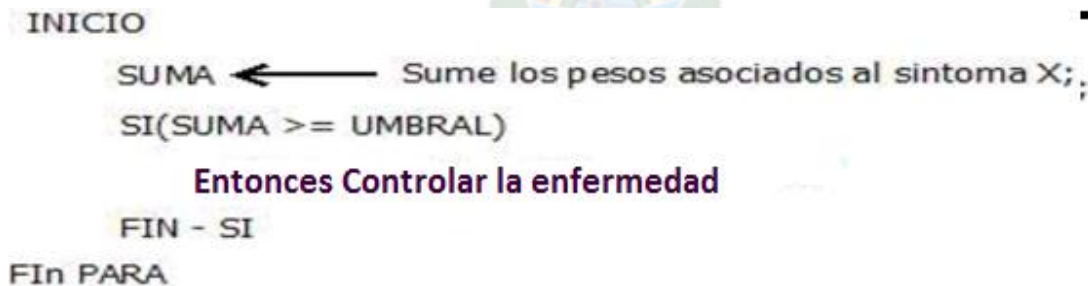 INICIO
SUMA ← Sume los pesos asociados al sintoma X;;
SI(SUMA >= UMBRAL)
Entonces Controlar la enfermedad
FIN - SI
FIn PARA